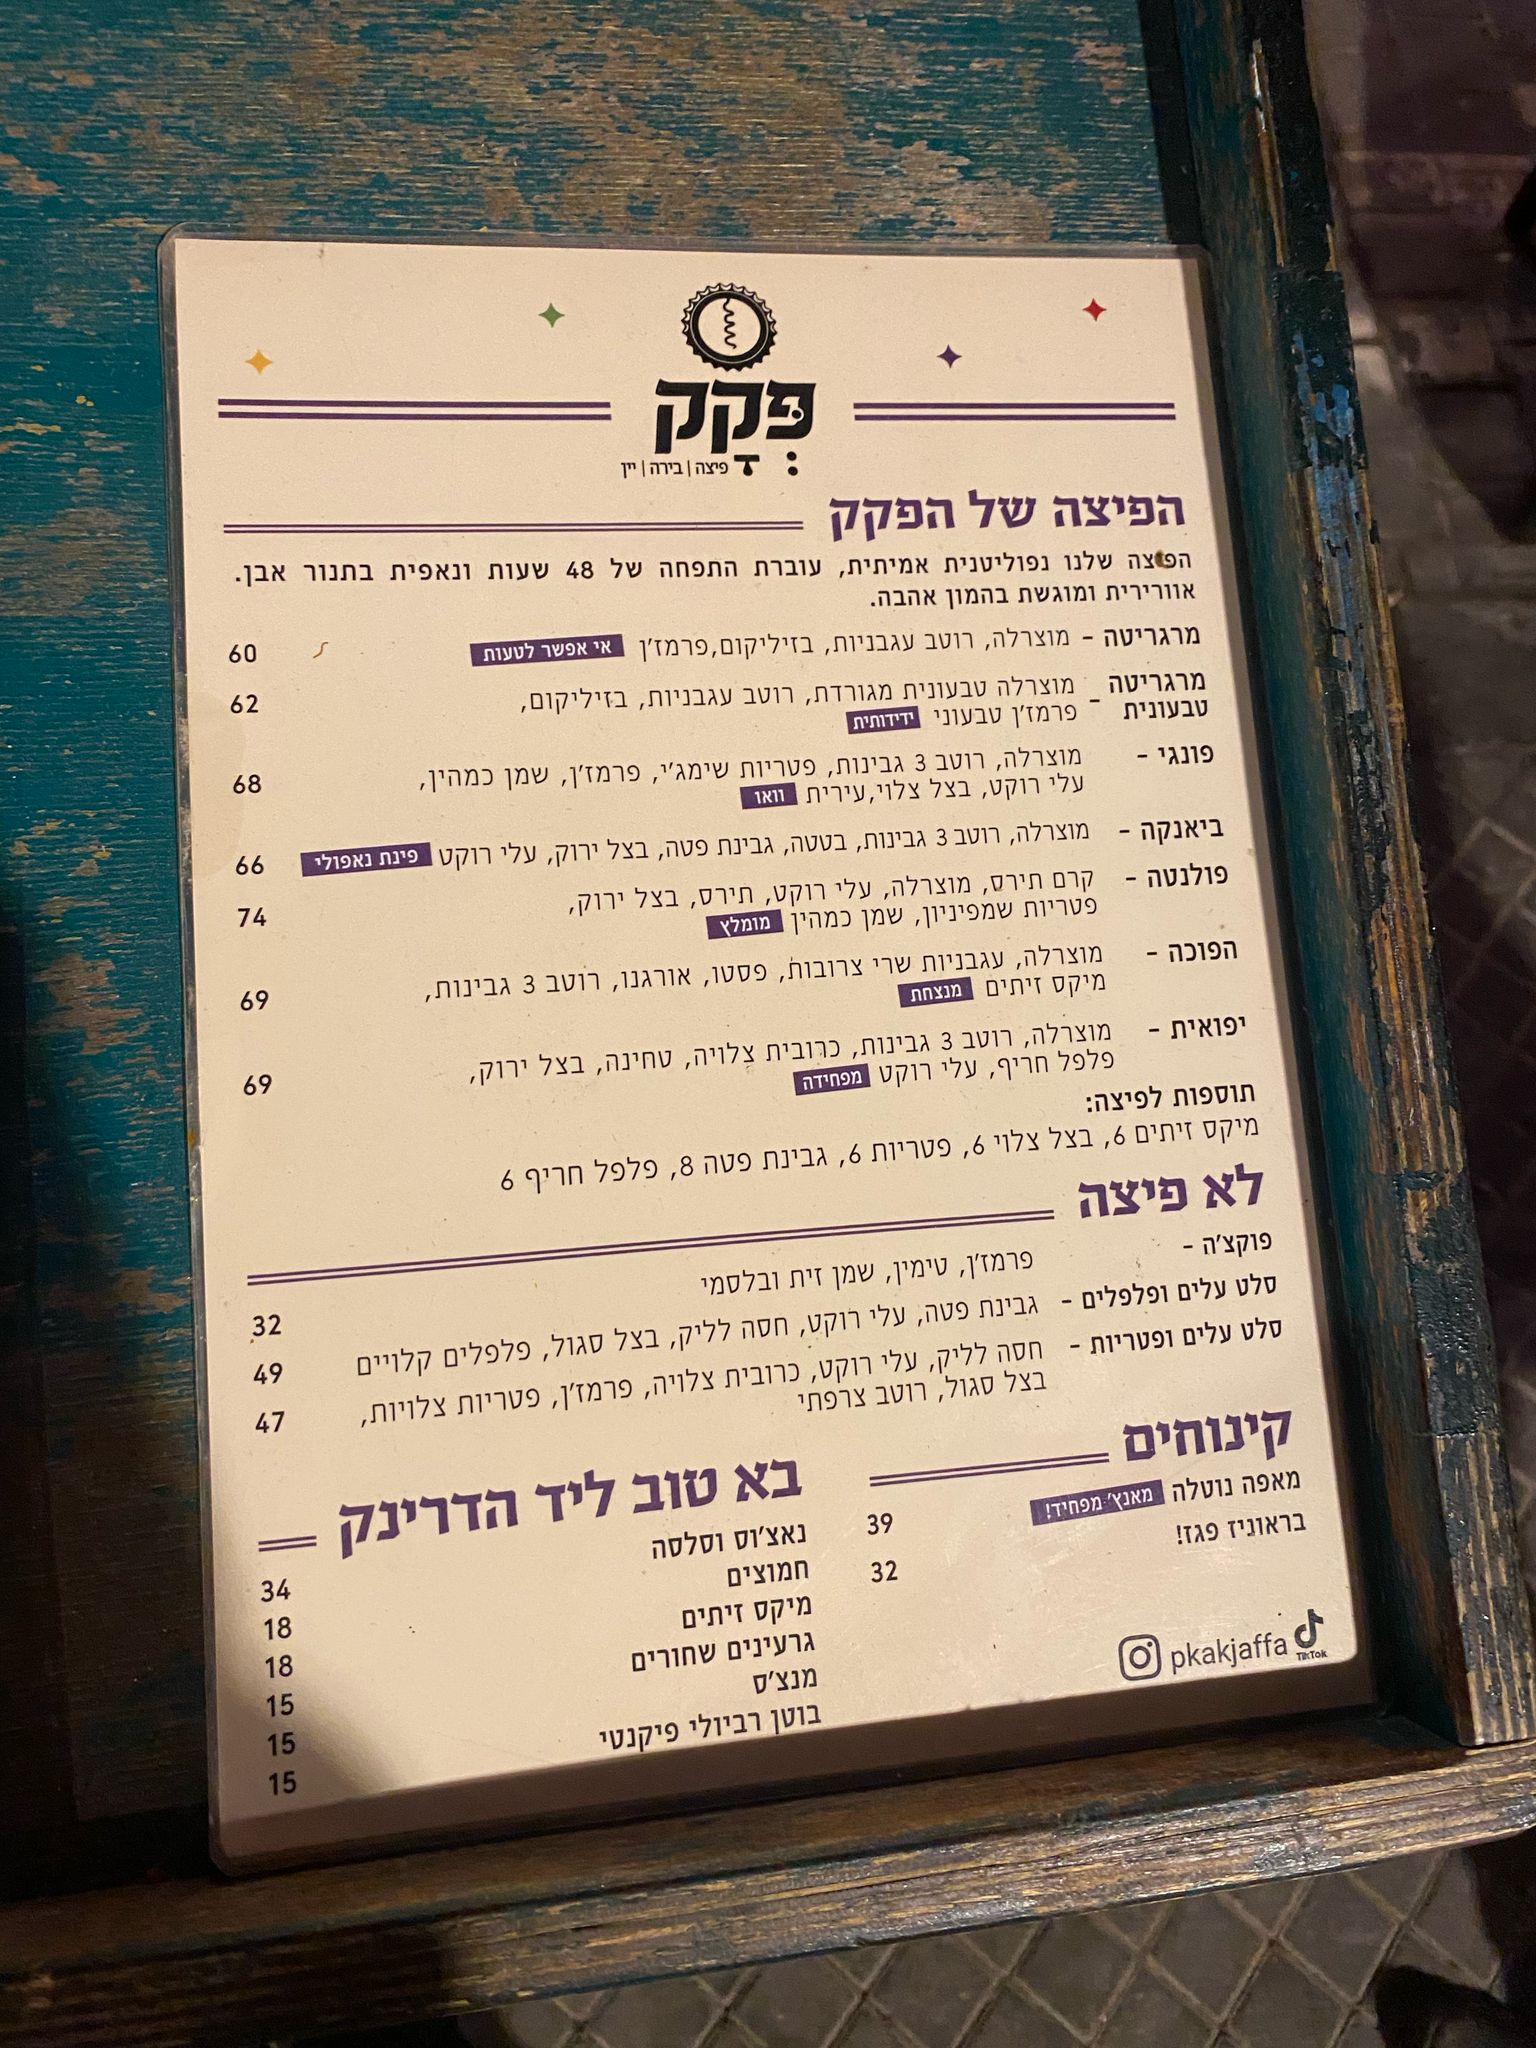 פְּקָק
פיצה | בירה | יין
הפיצה של הפקק
הפיצה שלנו נפוליטנית אמיתית, עוברת התפחה של 48 שעות ונאפית בתנור אבן.
אוורירית ומוגשת בהמון אהבה.
מרגריטה - מוצרלה, רוטב עגבניות, בזיליקום,פרמז'ן אי אפשר לטעות 60
מרגריטה טבעונית - מוצרלה טבעונית מגורדת, רוטב עגבניות, בזיליקום, 62
פרמז'ן טבעוני ידידותית
פונגי - מוצרלה, רוטב 3 גבינות, פטריות שימג'י, פרמז'ן, שמן כמהין, 68
עלי רוקט, בצל צלוי,עירית וואו
ביאנקה - מוצרלה, רוטב 3 גבינות, בטטה, גבינת פטה, בצל ירוק, עלי רוקט פינת נאפולי 66
פולנטה - קרם תירס, מוצרלה, עלי רוקט, תירס, בצל ירוק, 74
פטריות שמפיניון, שמן כמהין מומלץ
הפוכה - מוצרלה, עגבניות שרי צרובות, פסטו, אורגנו, רוטב 3 גבינות, 69
מיקס זיתים מנצחת
יפואית - מוצרלה, רוטב 3 גבינות, כרובית צלויה, טחינה, בצל ירוק, 69
פלפל חריף, עלי רוקט מפחידה
תוספות לפיצה:
מיקס זיתים 6, בצל צלוי 6, פטריות 6, גבינת פטה 8, פלפל חריף 6
לא פיצה
פוקצ'ה - פרמז'ן, טימין, שמן זית ובלסמי 32
סלט עלים ופלפלים - גבינת פטה, עלי רוקט, חסה לליק, בצל סגול, פלפלים קלויים 49
סלט עלים ופטריות - חסה לליק, עלי רוקט, כרובית צלויה, פרמז'ן, פטריות צלויות, 47
בצל סגול, רוטב צרפתי
קינוחים
מאפה נוטלה מאנץ' מפחיד! 39
בראוניז פגז! 32
בא טוב ליד הדרינק
נאצ'וס וסלסה 34
חמוצים 18
מיקס זיתים 18
גרעינים שחורים 15
מנצ'ס 15
בוטן רביולי פיקנטי 15
pkakjaffa
TikTok